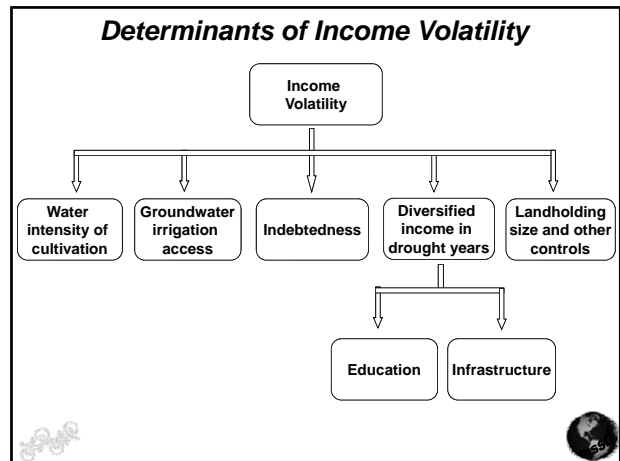 Determinants of Income Volatility
Income
Volatility
Water
intensity of
cultivation
Groundwater
irrigation
access
Indebtedness
Diversified
income in
drought years
Landholding
size and other
controls
Education
Infrastructure